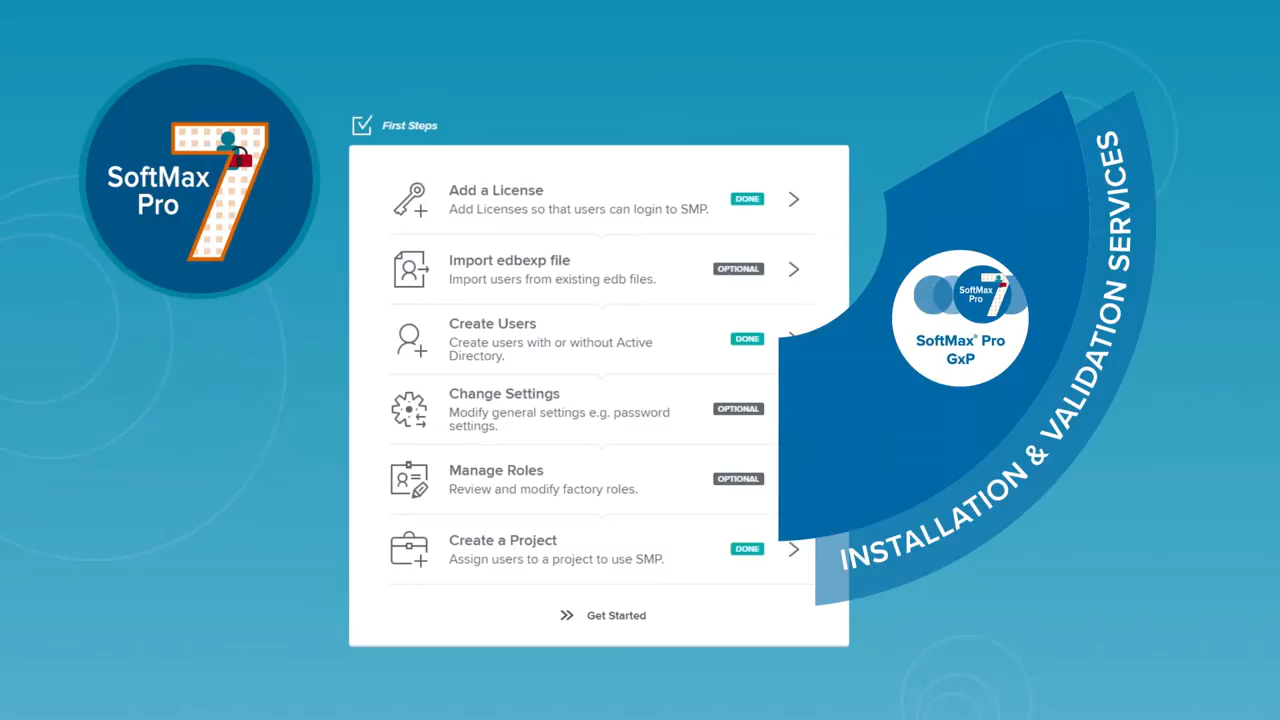 SoftMax
Pro
7
First Steps
Add a License
Add Licenses so that users can login to SMP.
DONE
Import edbexp file
Import users from existing edb files.
OPTIONAL
Create Users
Create users with or without Active
Directory.
DONE
Change Settings
Modify general settings e.g. password
settings.
OPTIONAL
Manage Roles
Review and modify factory roles.
OPTIONAL
Create a Project
Assign users to a project to use SMP.
DONE
Get Started
SoftMax
Pro
7
SoftMax® Pro
GxP
INSTALLATION & VALIDATION SERVICES